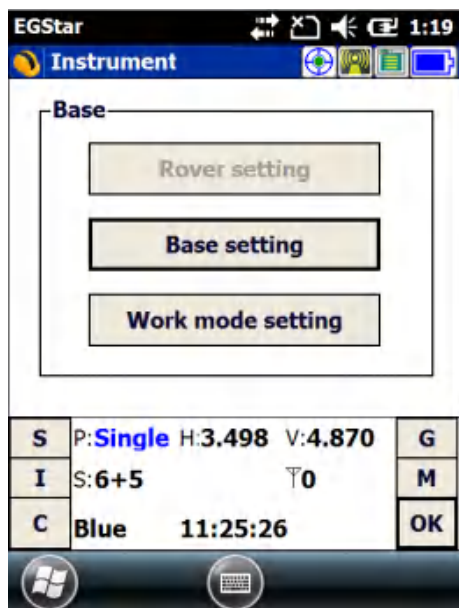 EGStar 1:19
Instrument
Base
Rover setting
Base setting
Work mode setting
S P:Single H:3.498 V:4.870 G
I S:6+5 0 M
C Blue 11:25:26 OK